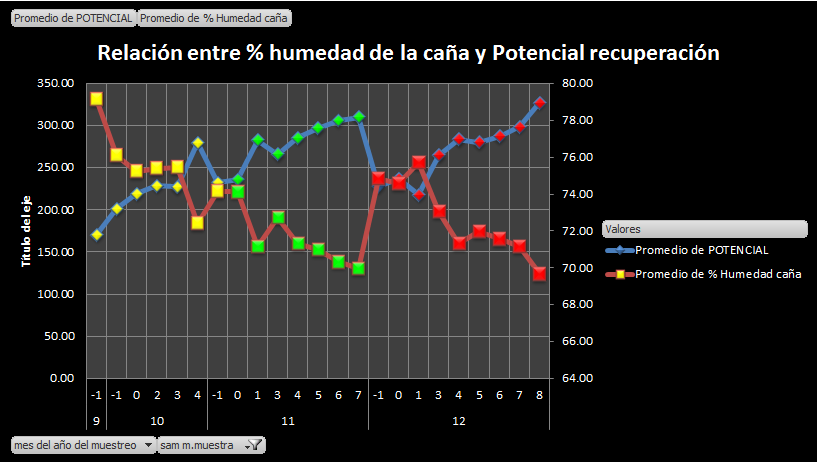 Promedio de POTENCIAL Promedio de % Humedad caña
Relación entre % humedad de la caña y Potencial recuperación
350.00 80.00
300.00 78.00
250.00 76.00
200.00 74.00
150.00 72.00
100.00 70.00
50.00 68.00
0.00 66.00
64.00
Título del eje
Valores
Promedio de POTENCIAL
Promedio de % Humedad caña
-1 -1 0 2 3 4 -1 0 1 3 4 5 6 7 -1 0 1 3 4 5 6 7 8
9 10 11 12
mes del año del muestreo sam m.muestra